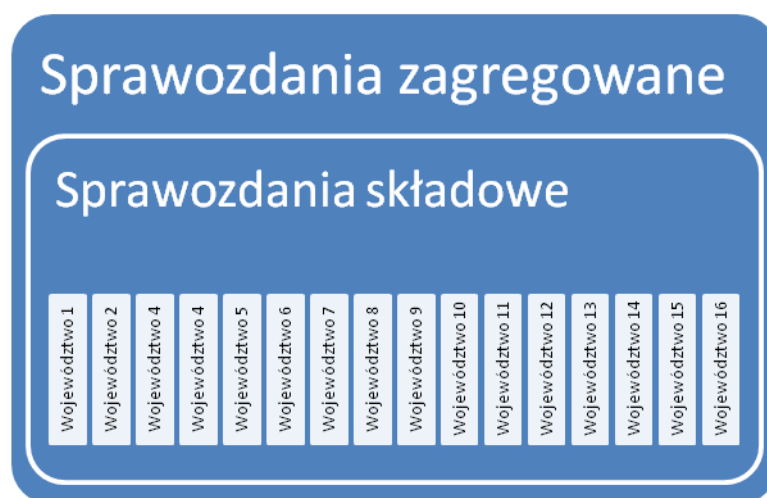 Sprawozdania zagregowane
Sprawozdania składowe
Województwo 1
Województwo 2
Województwo 4
Województwo 4
Województwo 5
Województwo 6
Województwo 7
Województwo 8
Województwo 9
Województwo 10
Województwo 11
Województwo 12
Województwo 13
Województwo 14
Województwo 15
Województwo 16